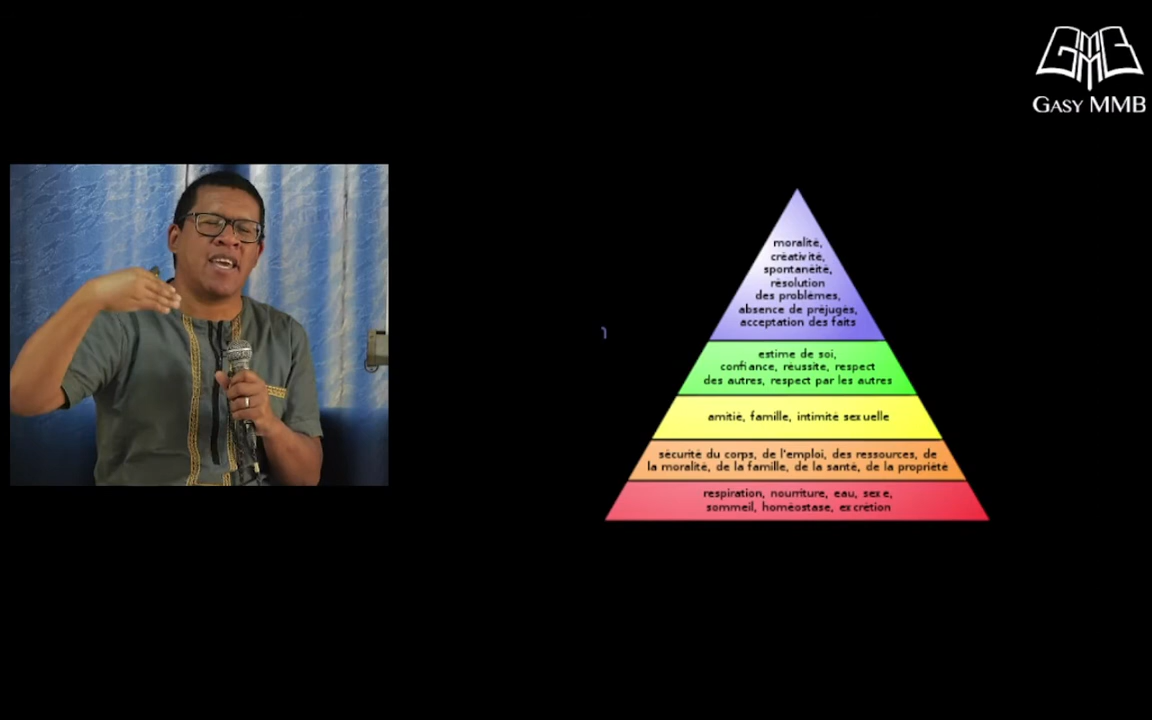 GASY MMB
moralité,
créativité,
spontanéité,
résolution
des problèmes,
absence de préjugés,
acceptation des faits
estime de soi,
confiance, réussite, respect
des autres, respect par les autres
amitié, famille, intimité sexuelle
sécurité du corps, de l'emploi, des ressources, de
la moralité, de la famille, de la santé, de la propriété
respiration, nourriture, eau, sexe,
sommeil, homéostase, excrétion